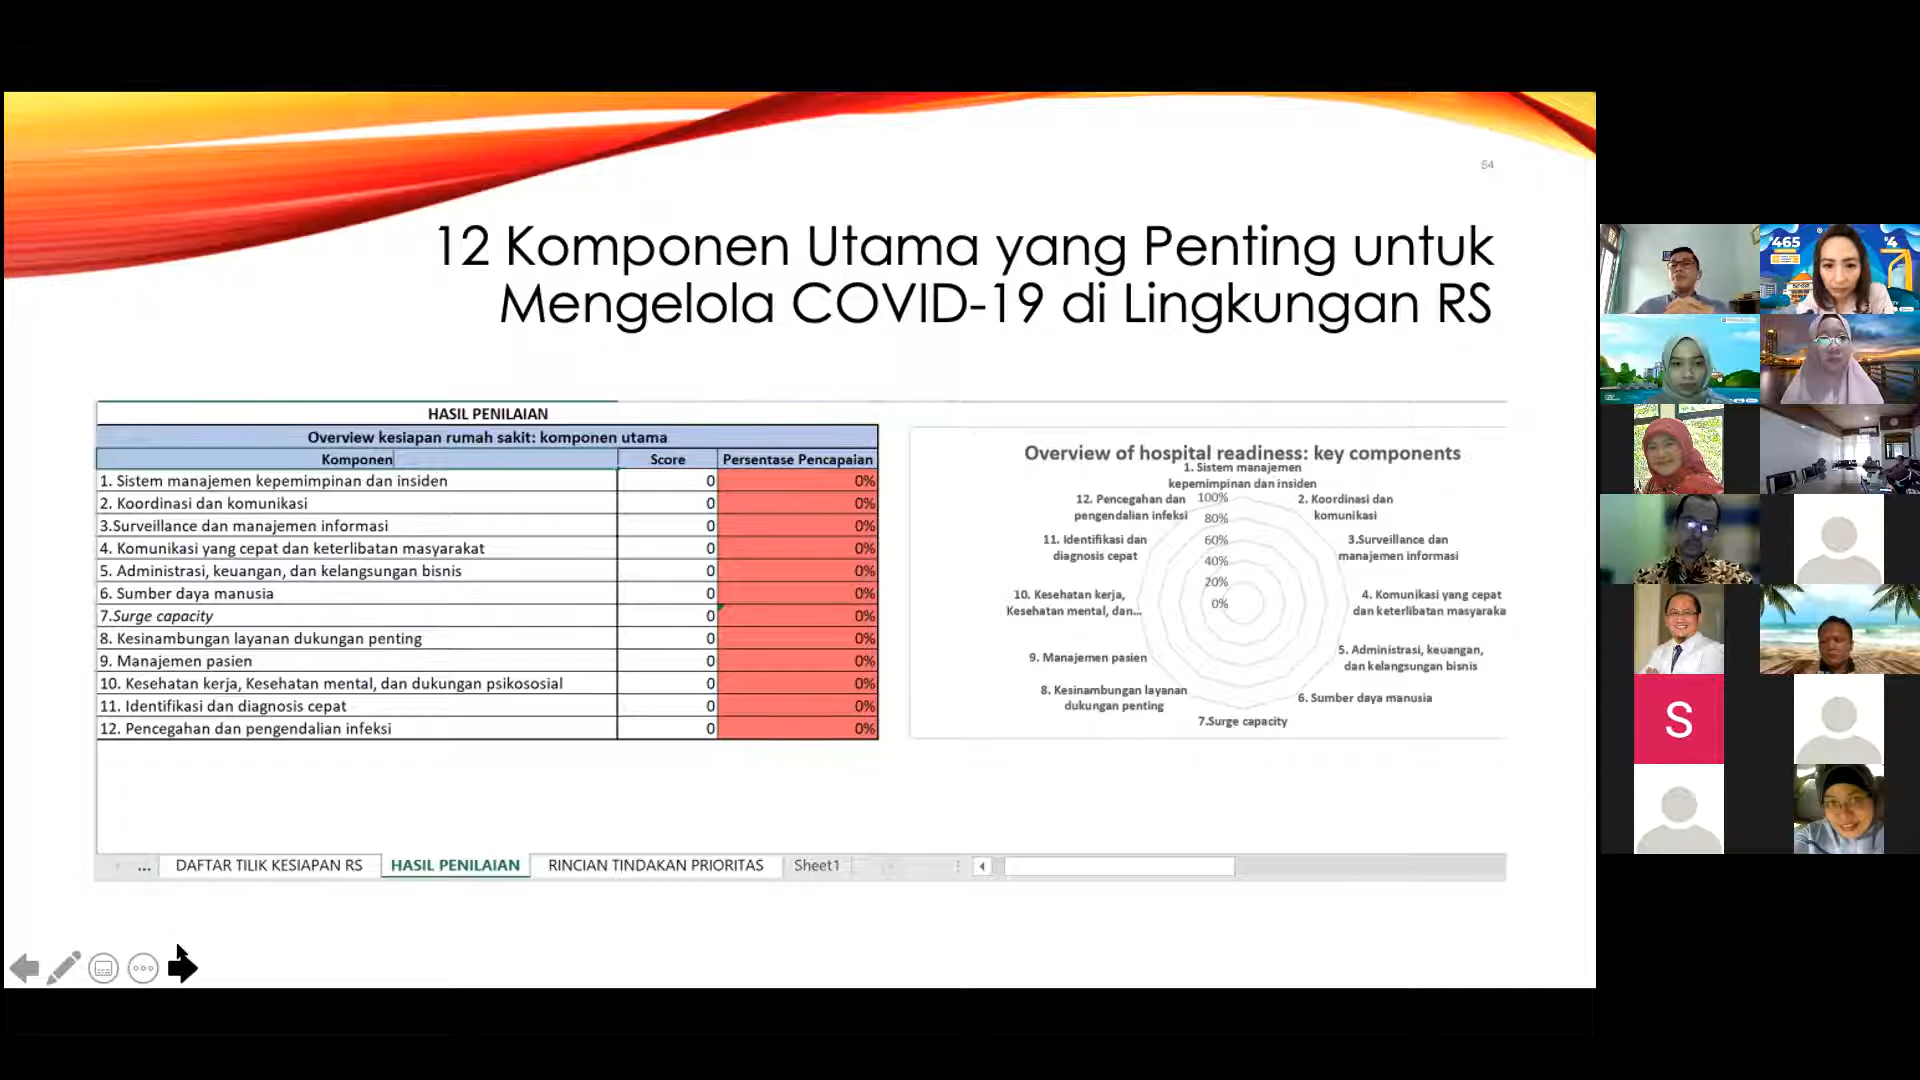 54
12 Komponen Utama yang Penting untuk
Mengelola COVID-19 di Lingkungan RS
HASIL PENILAIAN
Overview kesiapan rumah sakit: komponen utama
Komponen Score Persentase Pencapaian
1. Sistem manajemen kepemimpinan dan insiden 0 0%
2. Koordinasi dan komunikasi 0 0%
3.Surveillance dan manajemen informasi 0 0%
4. Komunikasi yang cepat dan keterlibatan masyarakat 0 0%
5. Administrasi, keuangan, dan kelangsungan bisnis 0 0%
6. Sumber daya manusia 0 0%
7.Surge capacity 0 0%
8. Kesinambungan layanan dukungan penting 0 0%
9. Manajemen pasien 0 0%
10. Kesehatan kerja, Kesehatan mental, dan dukungan psikososial 0 0%
11. Identifikasi dan diagnosis cepat 0 0%
12. Pencegahan dan pengendalian infeksi 0 0%
Overview of hospital readiness: key components
1. Sistem manajemen
kepemimpinan dan insiden
2. Koordinasi dan
komunikasi
3.Surveillance dan
manajemen informasi
4. Komunikasi yang cepat
dan keterlibatan masyaraka
5. Administrasi, keuangan,
dan kelangsungan bisnis
6. Sumber daya manusia
7.Surge capacity
8. Kesinambungan layanan
dukungan penting
9. Manajemen pasien
10. Kesehatan kerja,
Kesehatan mental, dan...
11. Identifikasi dan
diagnosis cepat
12. Pencegahan dan
pengendalian infeksi
100%
80%
60%
40%
20%
0%
... DAFTAR TILIK KESIAPAN RS HASIL PENILAIAN RINCIAN TINDAKAN PRIORITAS Sheet1
465
4
S